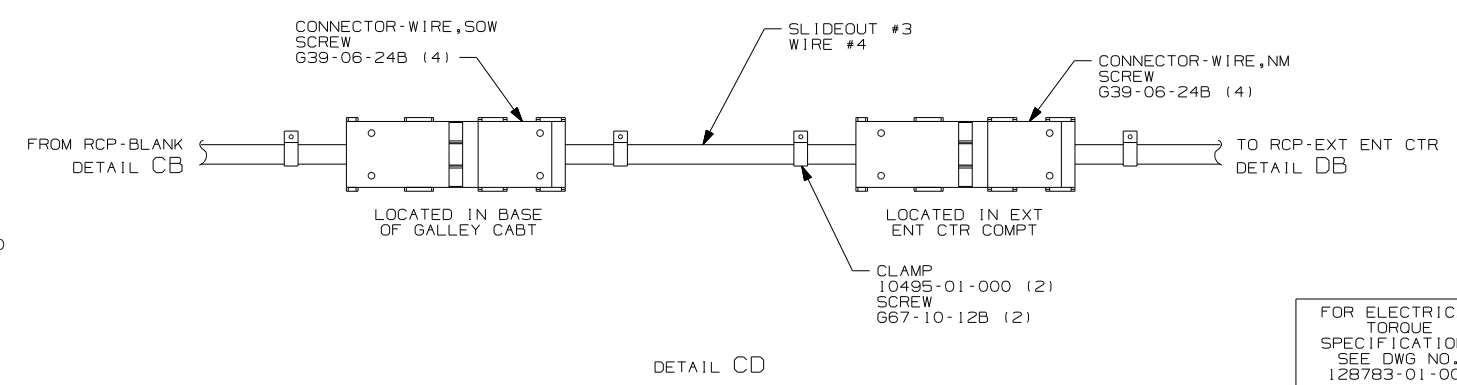 CONNECTOR-WIRE,SOW
SCREW
G39-06-24B (4)
SLIDEOUT #3
WIRE #4
CONNECTOR-WIRE,NM
SCREW
G39-06-24B (4)
FROM RCP-BLANK
DETAIL CB
TO RCP-EXT ENT CTR
DETAIL DB
LOCATED IN BASE
OF GALLEY CABT
LOCATED IN EXT
ENT CTR COMPT
CLAMP
10495-01-000 (2)
SCREW
G67-10-12B (2)
DETAIL CD
FOR ELECTRIC
TORQUE
SPECIFICATIO
SEE DWG NO.
128783-01-00